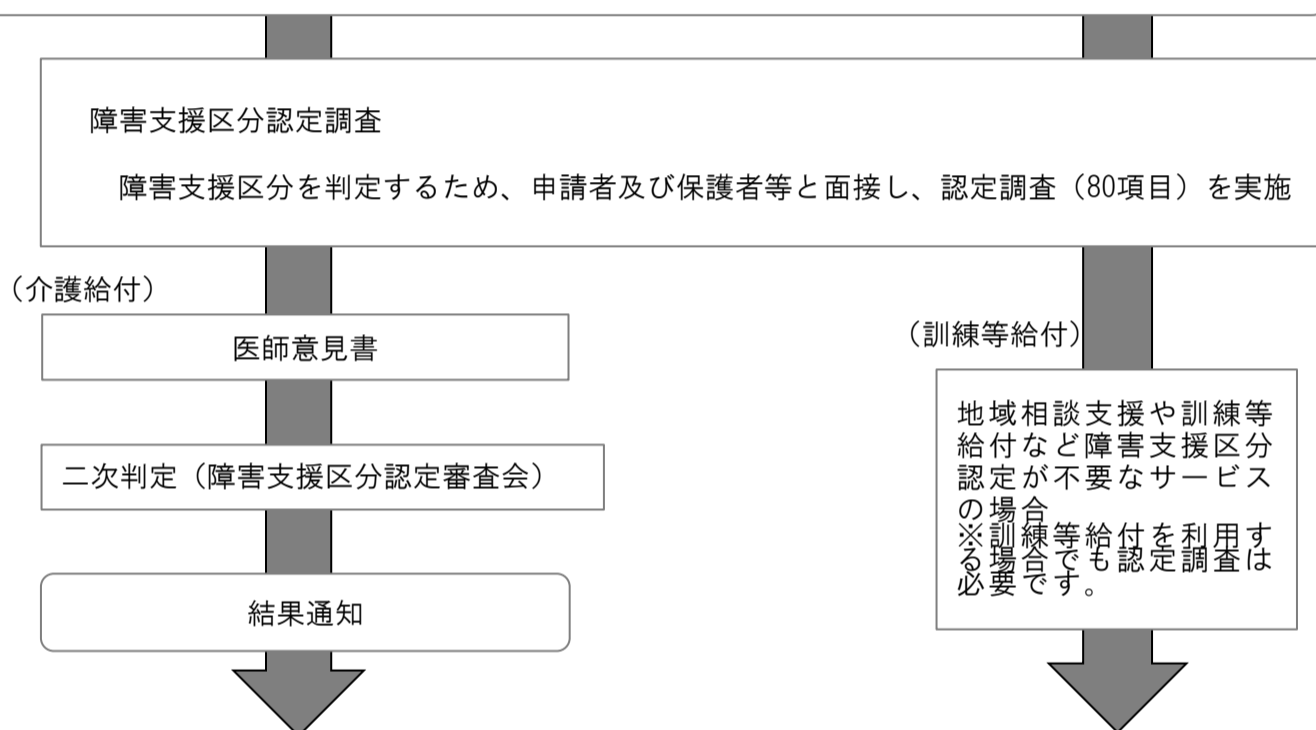 障害支援区分認定調査
障害支援区分を判定するため、申請者及び保護者等と面接し、認定調査（80項目）を実施
（介護給付）
医師意見書
二次判定（障害支援区分認定審査会）
結果通知
（訓練等給付）
地域相談支援や訓練等
給付など障害支援区分
認定が不要なサービス
の場合
※訓練等給付を利用す
る場合でも認定調査は
必要です。